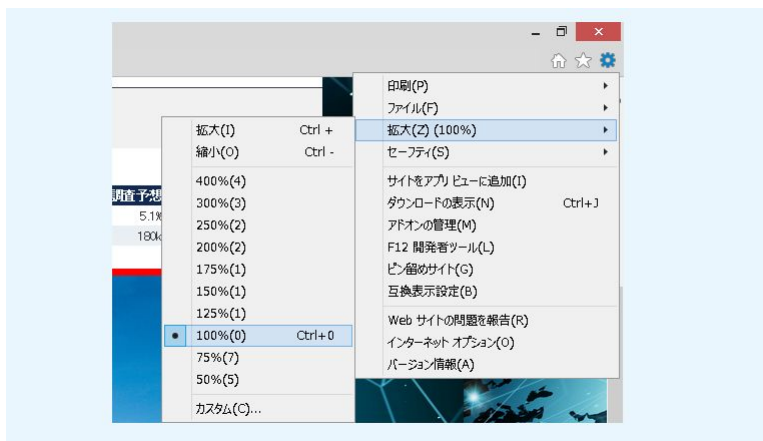 印刷(P)
ファイル(F)
拡大(Z) (100%)
セーフティ(S)
サイトをアプリ ビューに追加(I)
ダウンロードの表示(N) Ctrl+J
アドオンの管理(M)
F12 開発者ツール(L)
ピン留めサイト(G)
互換表示設定(B)
Web サイトの問題を報告(R)
インターネット オプション(O)
バージョン情報(A)
拡大(I) Ctrl +
縮小(O) Ctrl -
400%(4)
300%(3)
250%(2)
200%(2)
175%(1)
150%(1)
125%(1)
100%(0) Ctrl+0
75%(7)
50%(5)
カスタム(C)...
調査予想
5.1%
180k